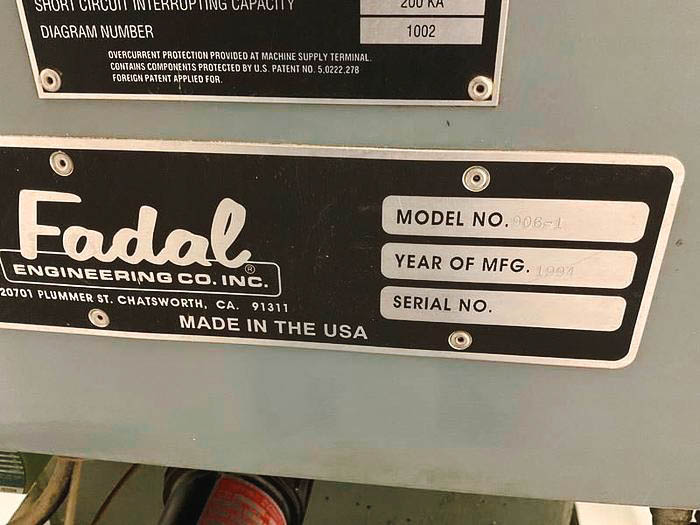 SHORT CIRCUIT INTERRUPTING CAPACITY 200 KA
DIAGRAM NUMBER 1002
OVERCURRENT PROTECTION PROVIDED AT MACHINE SUPPLY TERMINAL.
CONTAINS COMPONENTS PROTECTED BY U.S. PATENT NO. 5,0222,278
FOREIGN PATENT APPLIED FOR.
Fadal®
ENGINEERING CO. INC.
20701 PLUMMER ST. CHATSWORTH, CA. 91311
MADE IN THE USA
MODEL NO. 906-1
YEAR OF MFG. 1994
SERIAL NO.